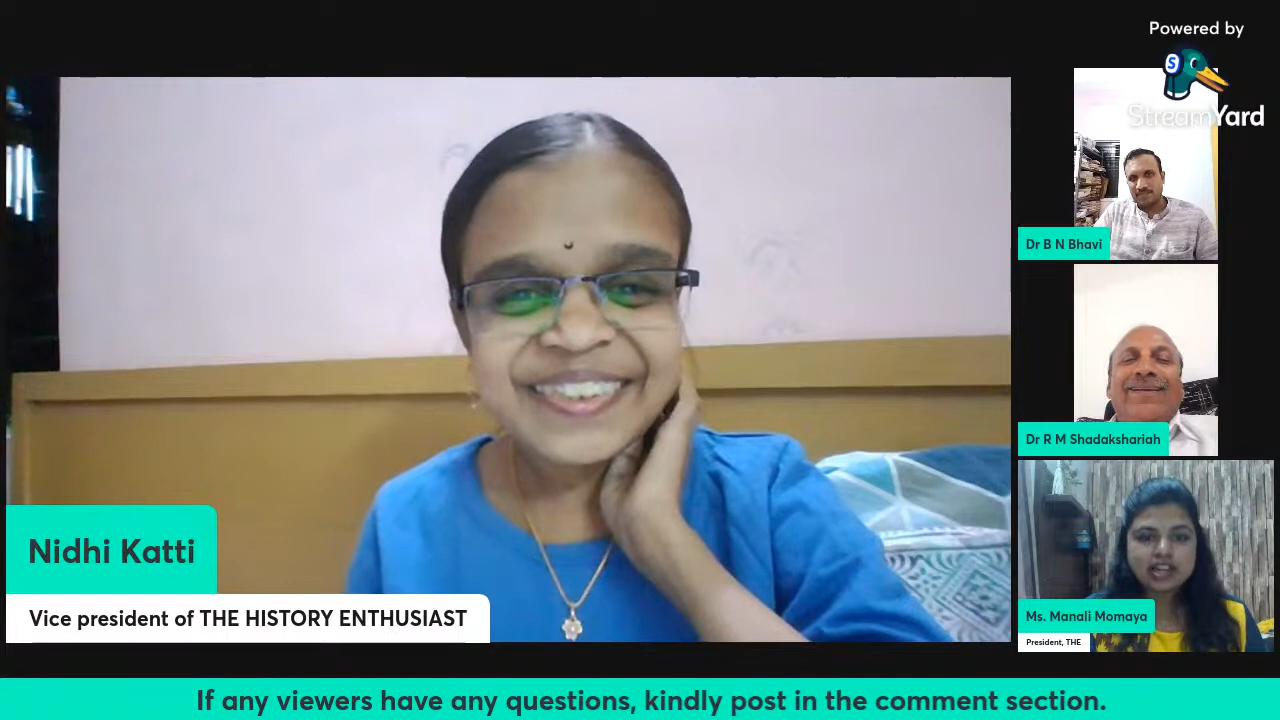 Powered by
S
StreamYard
Dr B N Bhavi
Dr R M Shadakshariah
Nidhi Katti
Vice president of THE HISTORY ENTHUSIAST
Ms. Manali Momaya
President, THE
If any viewers have any questions, kindly post in the comment section.